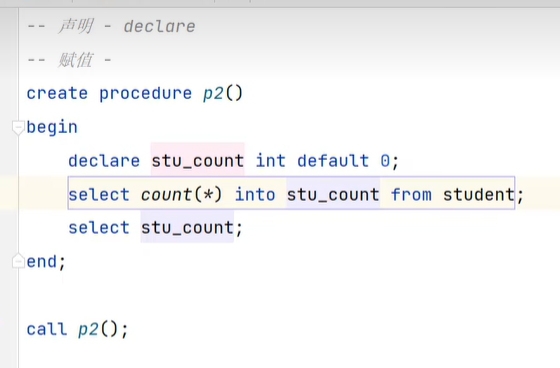 -- 声明 - declare
-- 赋值 -
create procedure p2()
begin
    declare stu_count int default 0;
    select count(*) into stu_count from student;
    select stu_count;
end;

call p2();